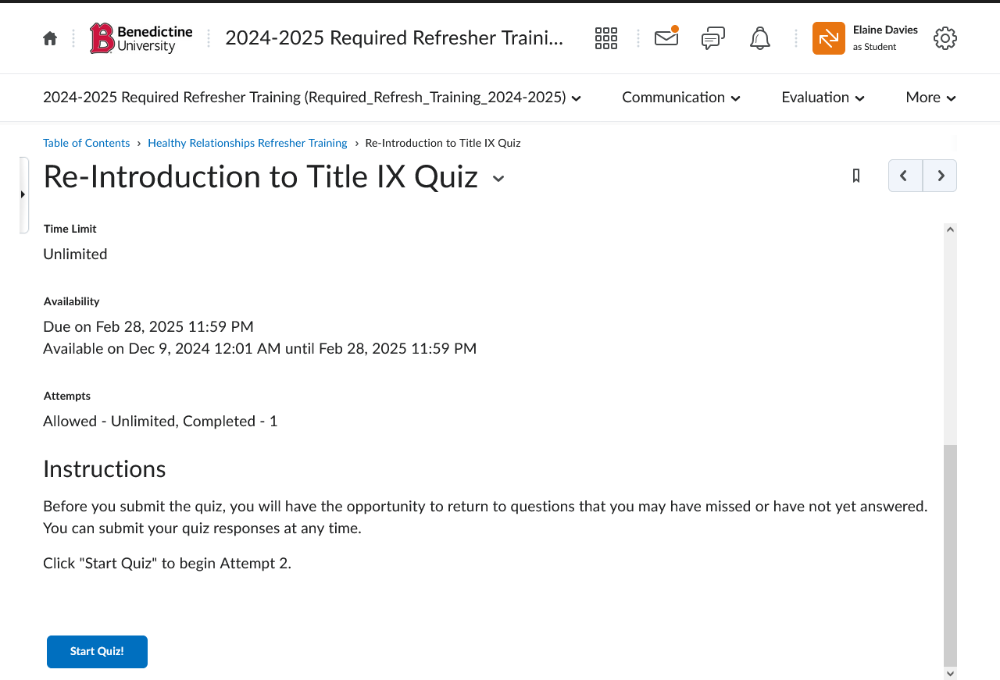 Benedictine
University
2024-2025 Required Refresher Traini...
Elaine Davies
as Student
2024-2025 Required Refresher Training (Required_Refresh_Training_2024-2025)
Communication
Evaluation
More
Table of Contents › Healthy Relationships Refresher Training › Re-Introduction to Title IX Quiz
Re-Introduction to Title IX Quiz
Time Limit
Unlimited
Availability
Due on Feb 28, 2025 11:59 PM
Available on Dec 9, 2024 12:01 AM until Feb 28, 2025 11:59 PM
Attempts
Allowed - Unlimited, Completed - 1
Instructions
Before you submit the quiz, you will have the opportunity to return to questions that you may have missed or have not yet answered.
You can submit your quiz responses at any time.
Click "Start Quiz" to begin Attempt 2.
Start Quiz!